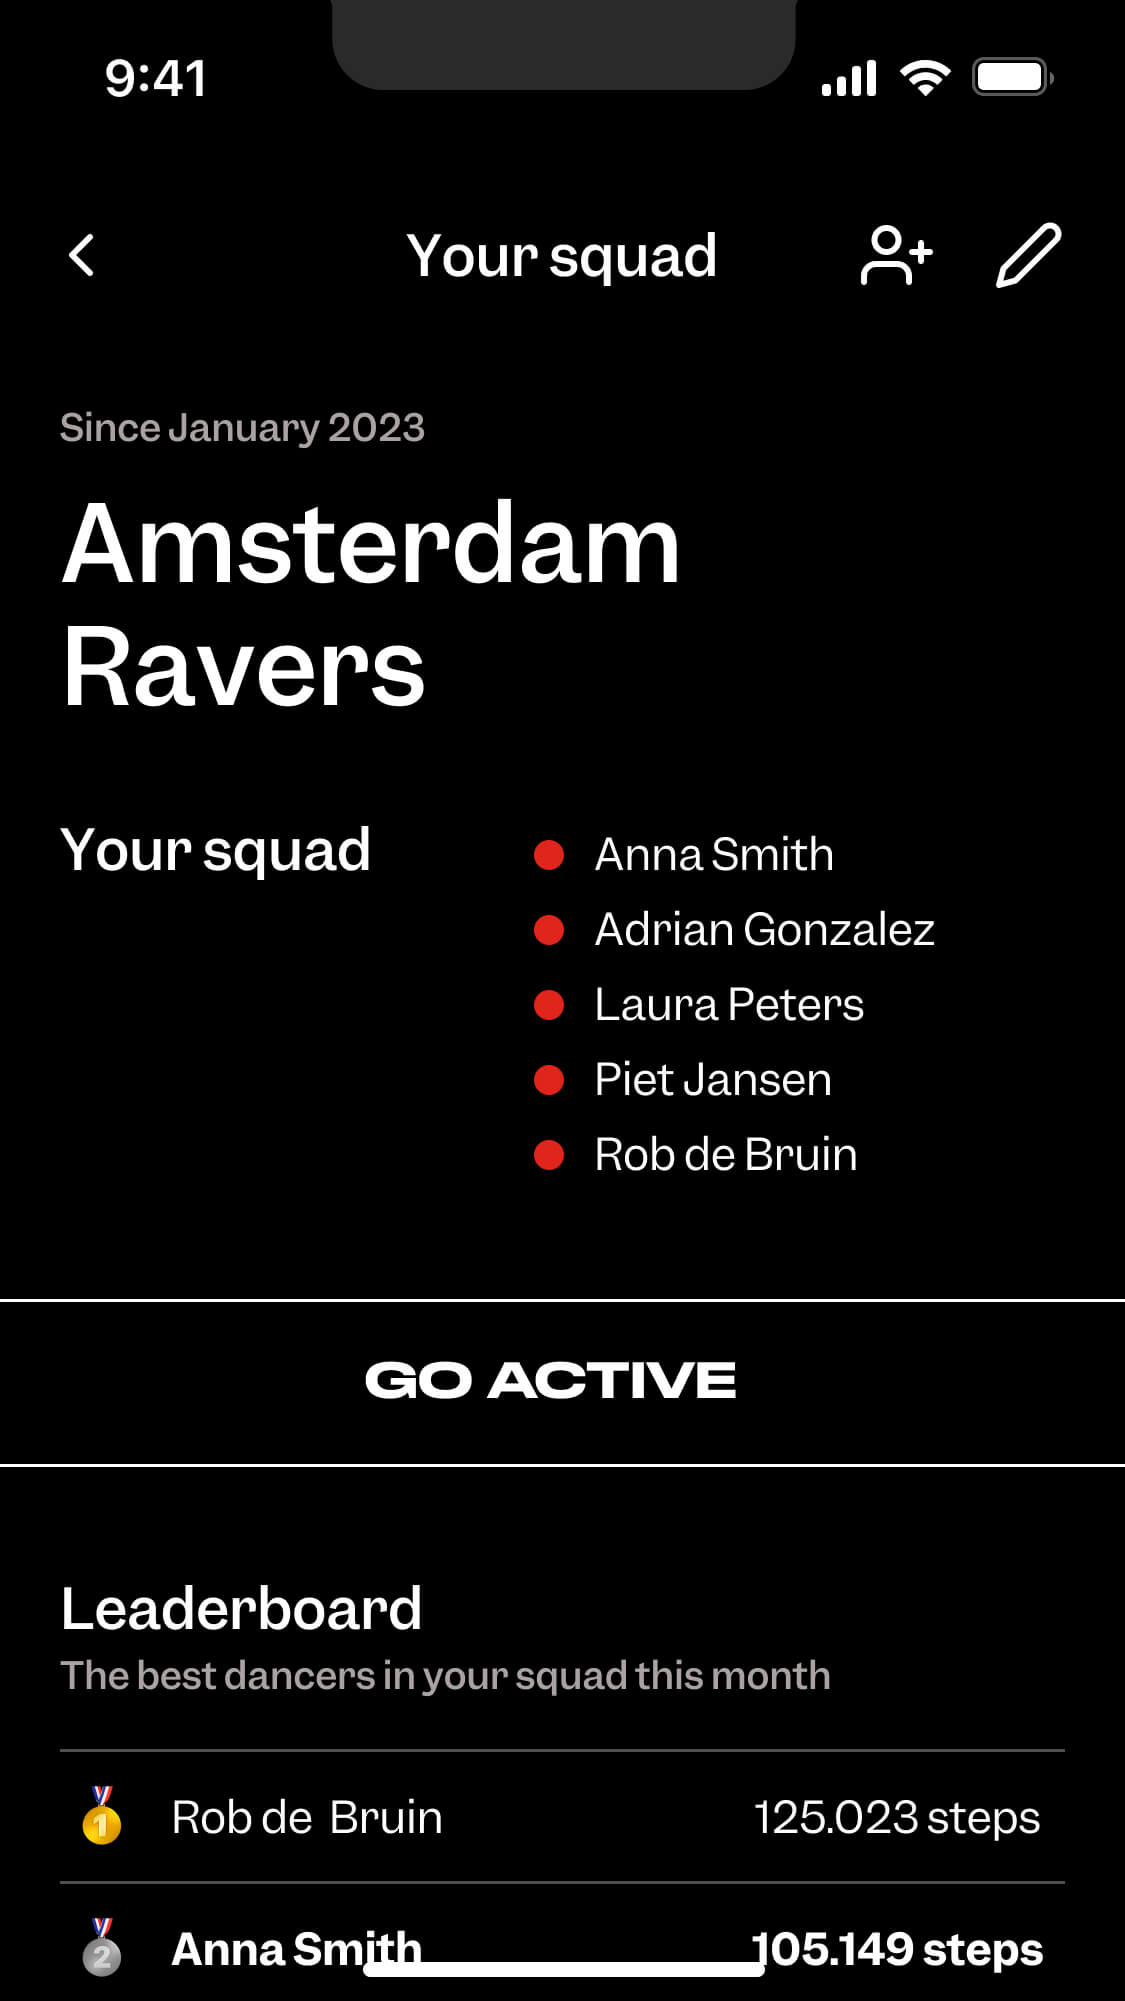 9:41
Your squad
Since January 2023
Amsterdam
Ravers
Your squad
Anna Smith
Adrian Gonzalez
Laura Peters
Piet Jansen
Rob de Bruin
GO ACTIVE
Leaderboard
The best dancers in your squad this month
1 Rob de Bruin 125.023 steps
2 Anna Smith 105.149 steps